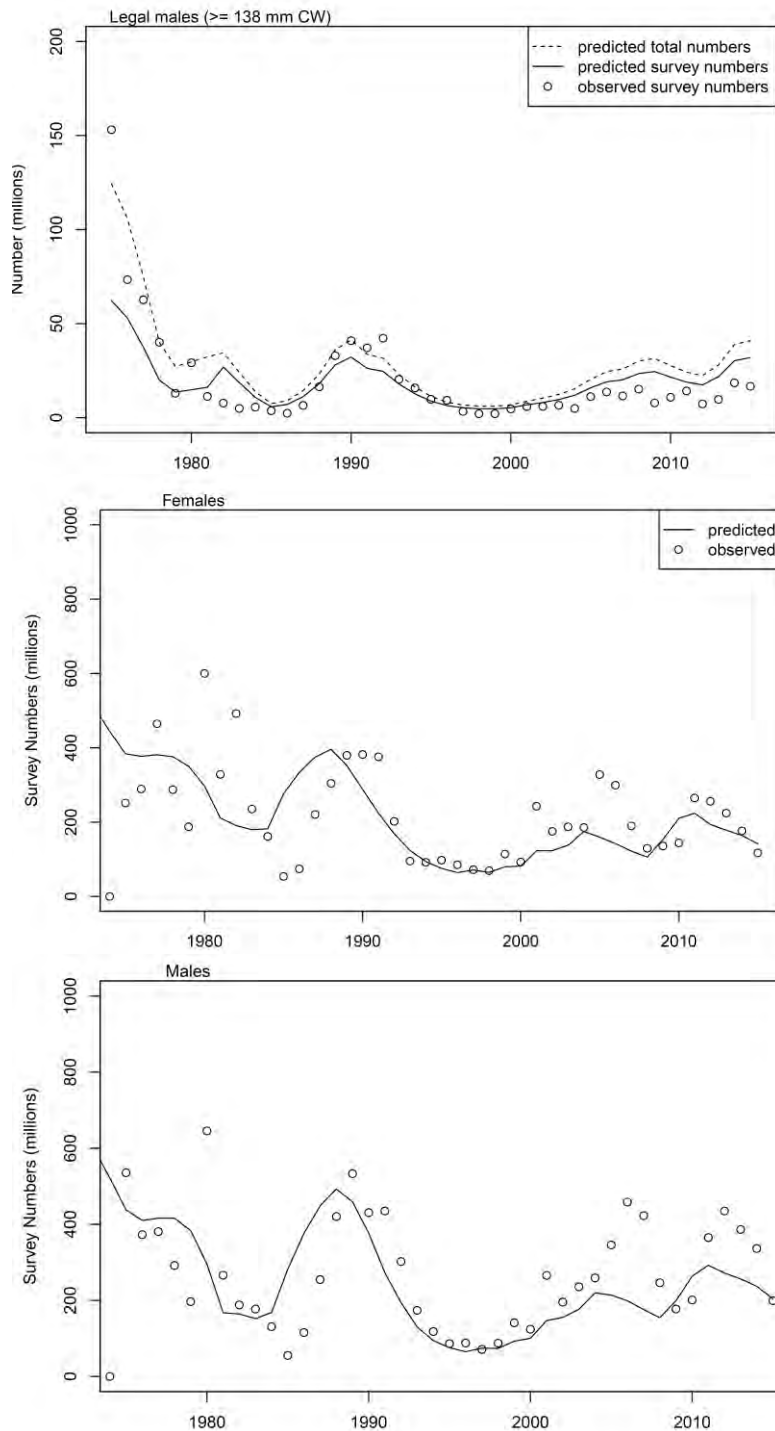 Legal males (>= 138 mm CW)
predicted total numbers
predicted survey numbers
observed survey numbers
Number (millions)
200
150
100
50
0
1980
1990
2000
2010
Females
predicted
observed
Survey Numbers (millions)
1000
800
600
400
200
0
1980
1990
2000
2010
Males
Survey Numbers (millions)
1000
800
600
400
200
0
1980
1990
2000
2010